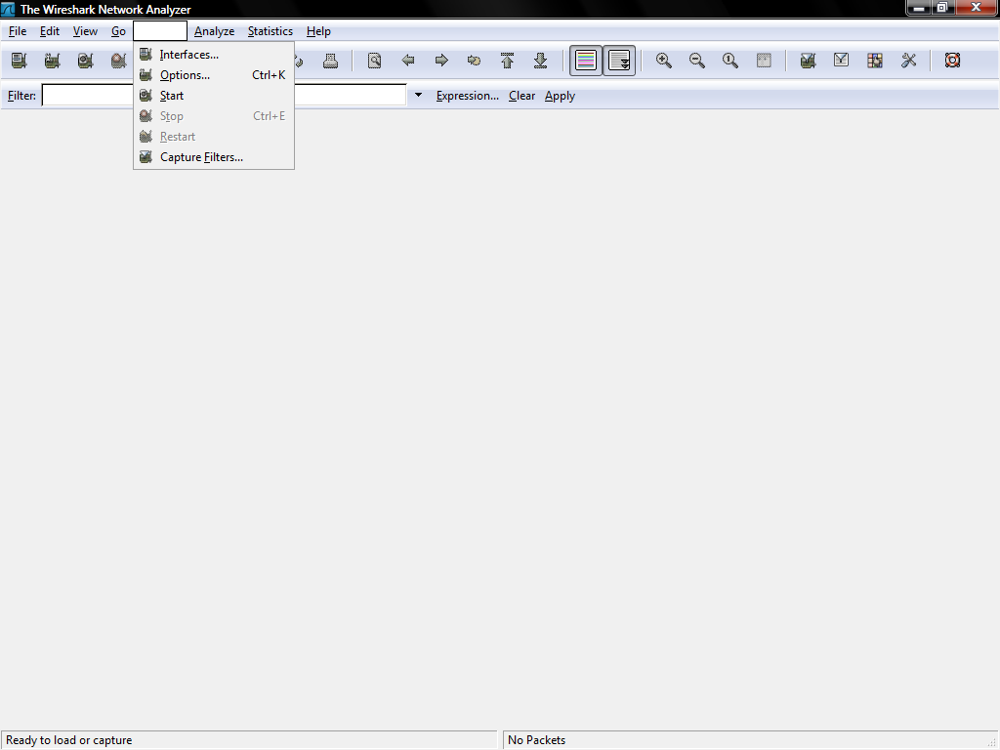 The Wireshark Network Analyzer
File Edit View Go Analyze Statistics Help
Interfaces...
Options... Ctrl+K
Start
Stop Ctrl+E
Restart
Capture Filters...
Filter: Expression... Clear Apply
Ready to load or capture No Packets